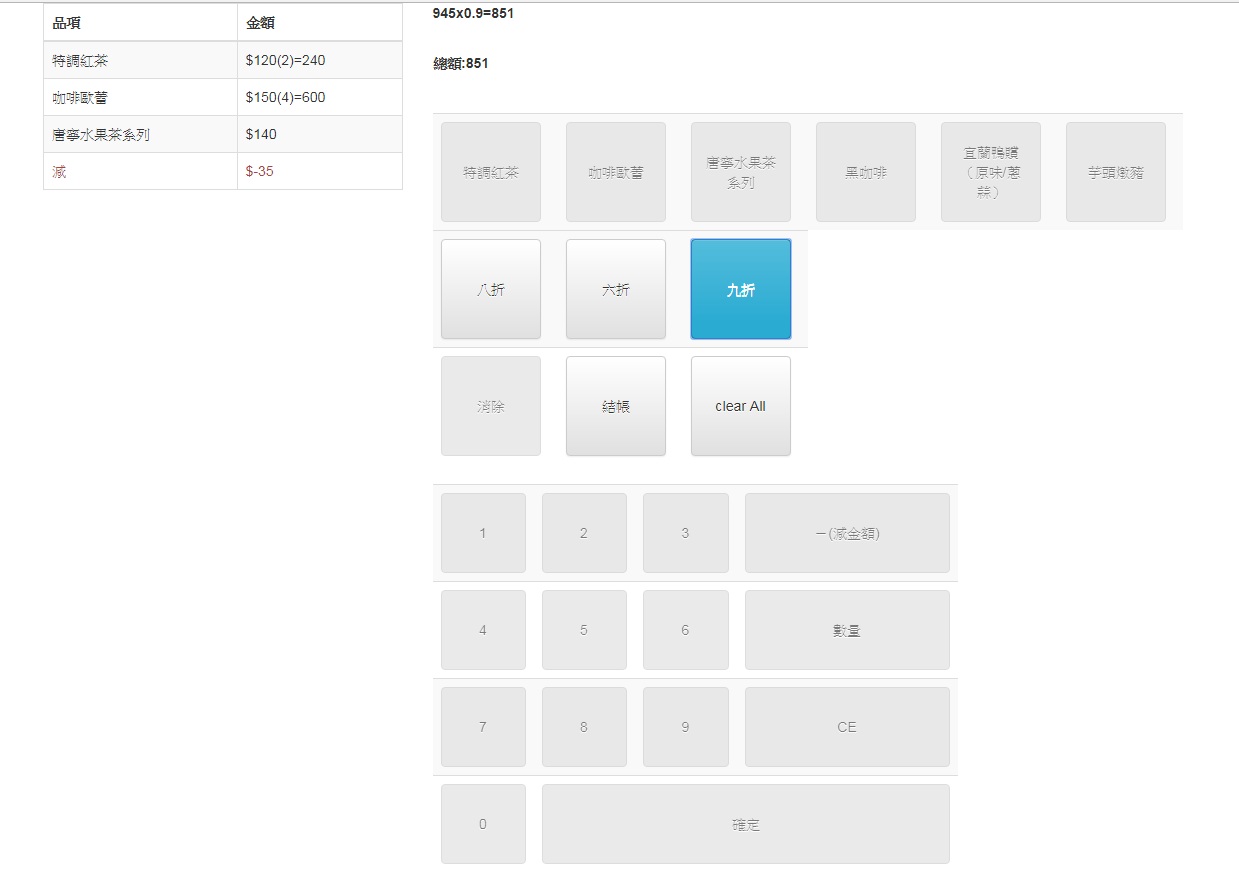 品項 金額
特調紅茶 $120(2)=240
咖啡歐蕾 $150(4)=600
唐寧水果茶系列 $140
減 $-35
945x0.9=851
總額:851
特調紅茶 咖啡歐蕾 唐寧水果茶 黑咖啡 宜蘭鴨賞 芋頭燉豬
系列 （原味/蔥
蒜）
八折 六折 九折
消除 結帳 clear All
1 2 3 －(減金額)
4 5 6 數量
7 8 9 CE
0 確定